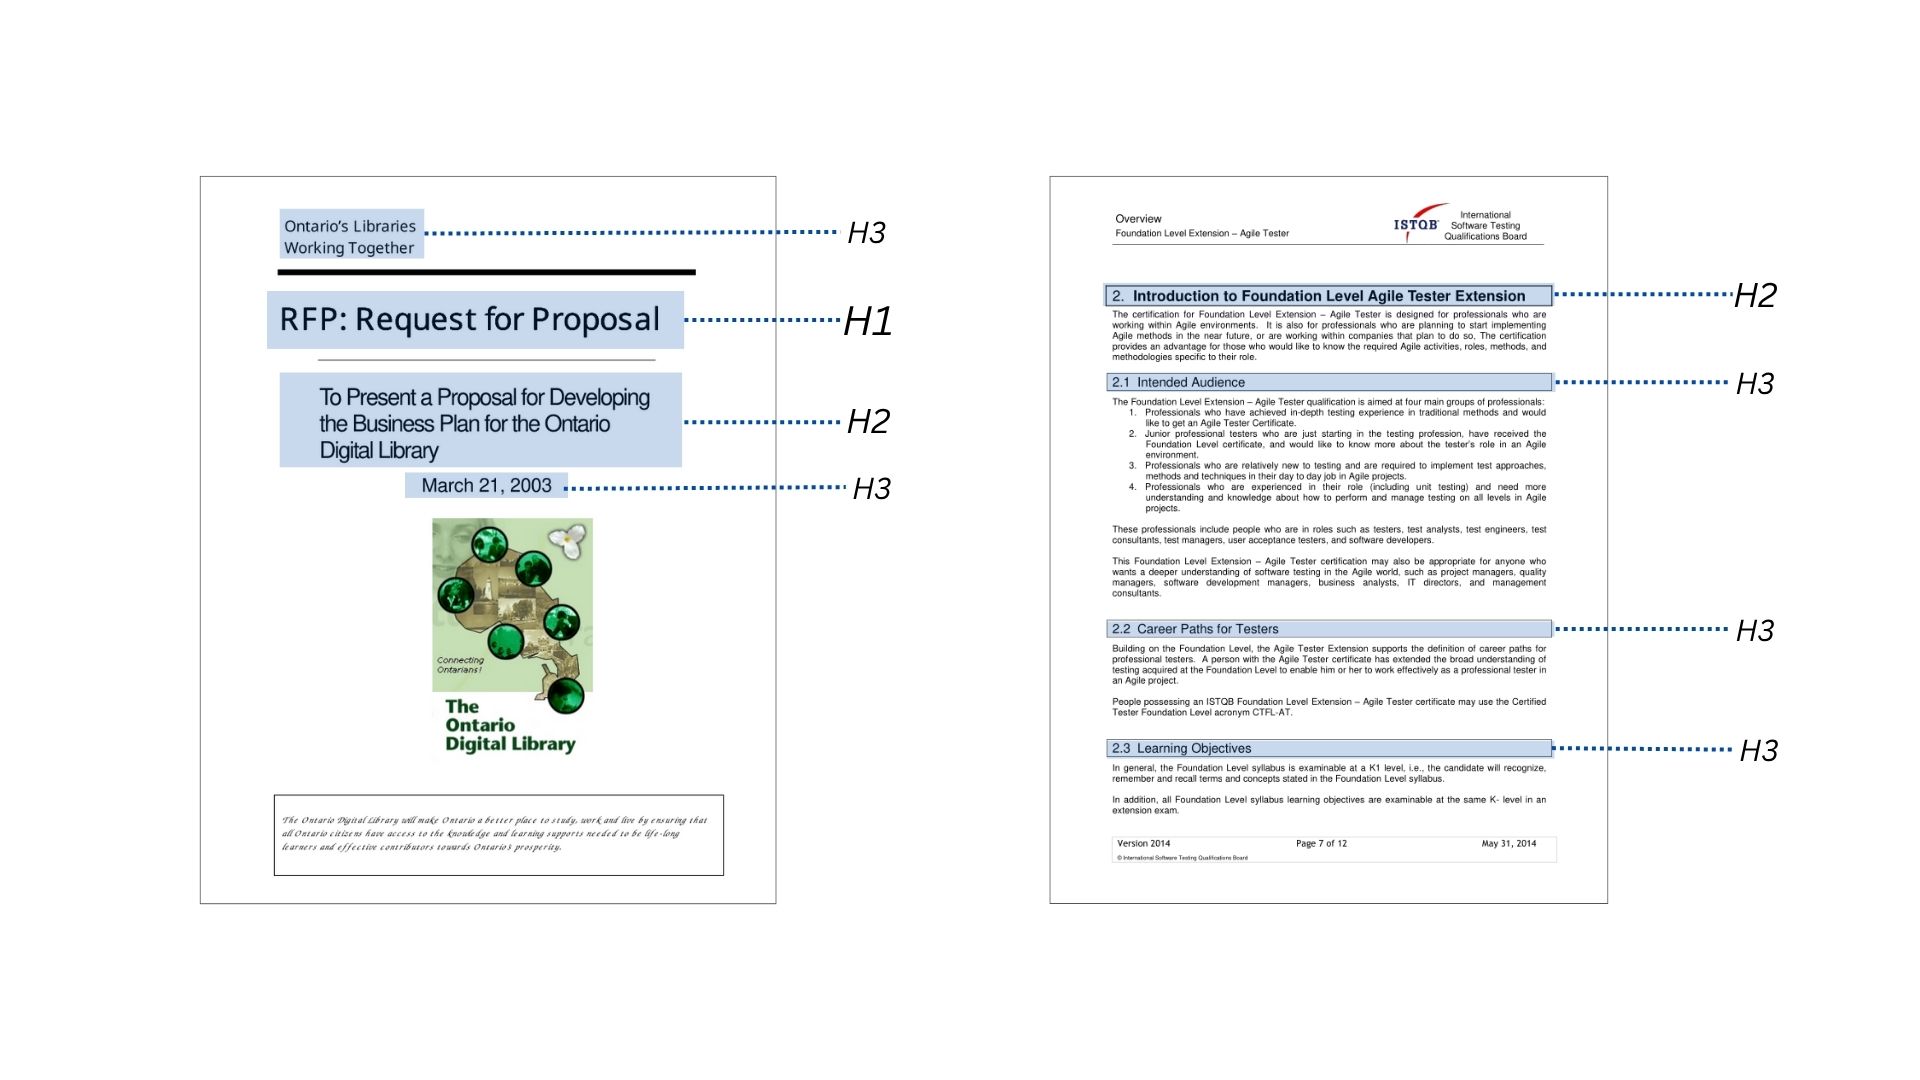 Ontario's Libraries
Working Together
H3
RFP: Request for Proposal
H1
To Present a Proposal for Developing
the Business Plan for the Ontario
Digital Library
H2
March 21, 2003
H3
Connecting
Ontarians!
The
Ontario
Digital Library
The Ontario Digital Library will make Ontario a better place to study, work and live by ensuring that
all Ontario citizens have access to the knowledge and learning supports needed to be life-long
learners and effective contributors towards Ontario's prosperity.
Overview
Foundation Level Extension – Agile Tester
ISTQB
International
Software Testing
Qualifications Board
2. Introduction to Foundation Level Agile Tester Extension
H2
The certification for Foundation Level Extension – Agile Tester is designed for professionals who are
working within Agile environments. It is also for professionals who are planning to start implementing
Agile methods in the near future, or are working within companies that plan to do so. The certification
provides an advantage for those who would like to know the required Agile activities, roles, methods, and
methodologies specific to their role.
2.1 Intended Audience
H3
The Foundation Level Extension – Agile Tester qualification is aimed at four main groups of professionals:
1. Professionals who have achieved in-depth testing experience in traditional methods and would
like to get an Agile Tester Certificate.
2. Junior professional testers who are just starting in the testing profession, have received the
Foundation Level certificate, and would like to know more about the tester's role in an Agile
environment.
3. Professionals who are relatively new to testing and are required to implement test approaches,
methods and techniques in their day to day job in Agile projects.
4. Professionals who are experienced in their role (including unit testing) and need more
understanding and knowledge about how to perform and manage testing on all levels in Agile
projects.
These professionals include people who are in roles such as testers, test analysts, test engineers, test
consultants, test managers, user acceptance testers, and software developers.
This Foundation Level Extension – Agile Tester certification may also be appropriate for anyone who
wants a deeper understanding of software testing in the Agile world, such as project managers, quality
managers, software development managers, business analysts, IT directors, and management
consultants.
2.2 Career Paths for Testers
H3
Building on the Foundation Level, the Agile Tester Extension supports the definition of career paths for
professional testers. A person with the Agile Tester certificate has extended the broad understanding of
testing acquired at the Foundation Level to enable him or her to work effectively as a professional tester in
an Agile project.
People possessing an ISTQB Foundation Level Extension – Agile Tester certificate may use the Certified
Tester Foundation Level acronym CTFL-AT.
2.3 Learning Objectives
H3
In general, the Foundation Level syllabus is examinable at a K1 level, i.e., the candidate will recognize,
remember and recall terms and concepts stated in the Foundation Level syllabus.
In addition, all Foundation Level syllabus learning objectives are examinable at the same K- level in an
extension exam.
Version 2014 Page 7 of 12 May 31, 2014
© International Software Testing Qualifications Board